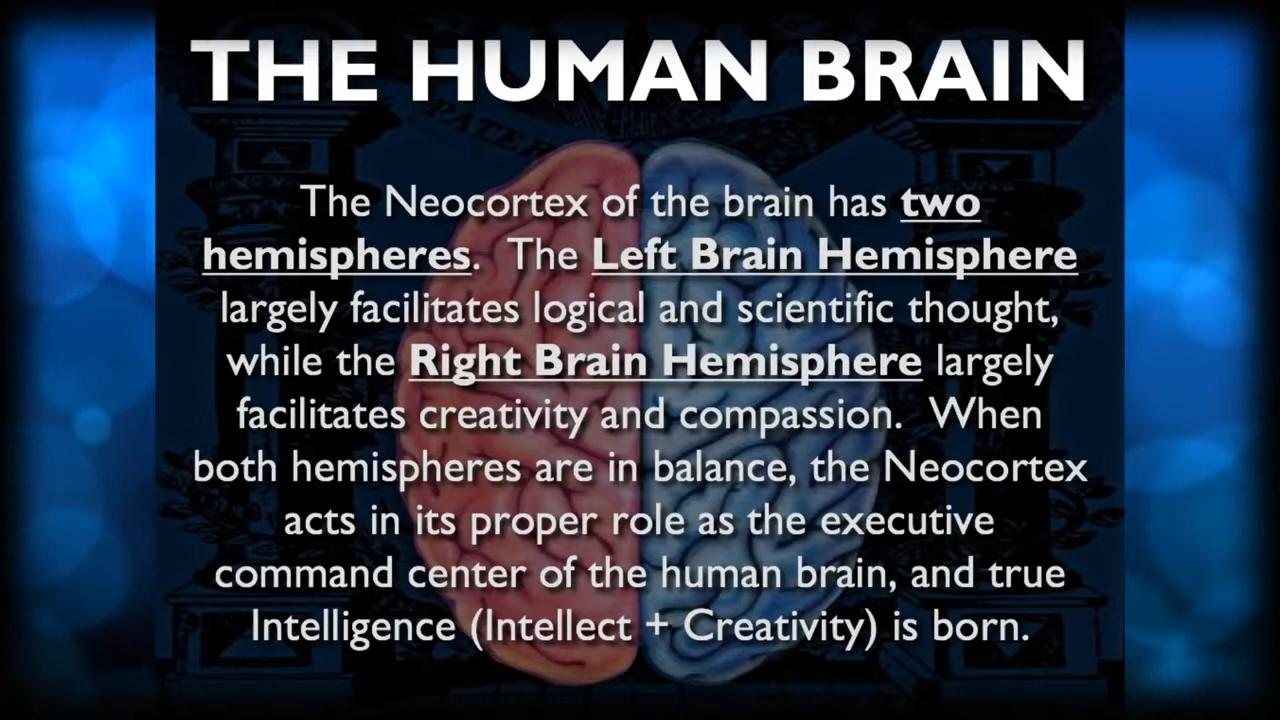 THE HUMAN BRAIN
PATER
The Neocortex of the brain has two
hemispheres. The Left Brain Hemisphere
largely facilitates logical and scientific thought,
while the Right Brain Hemisphere largely
facilitates creativity and compassion. When
both hemispheres are in balance, the Neocortex
acts in its proper role as the executive
command center of the human brain, and true
Intelligence (Intellect + Creativity) is born.